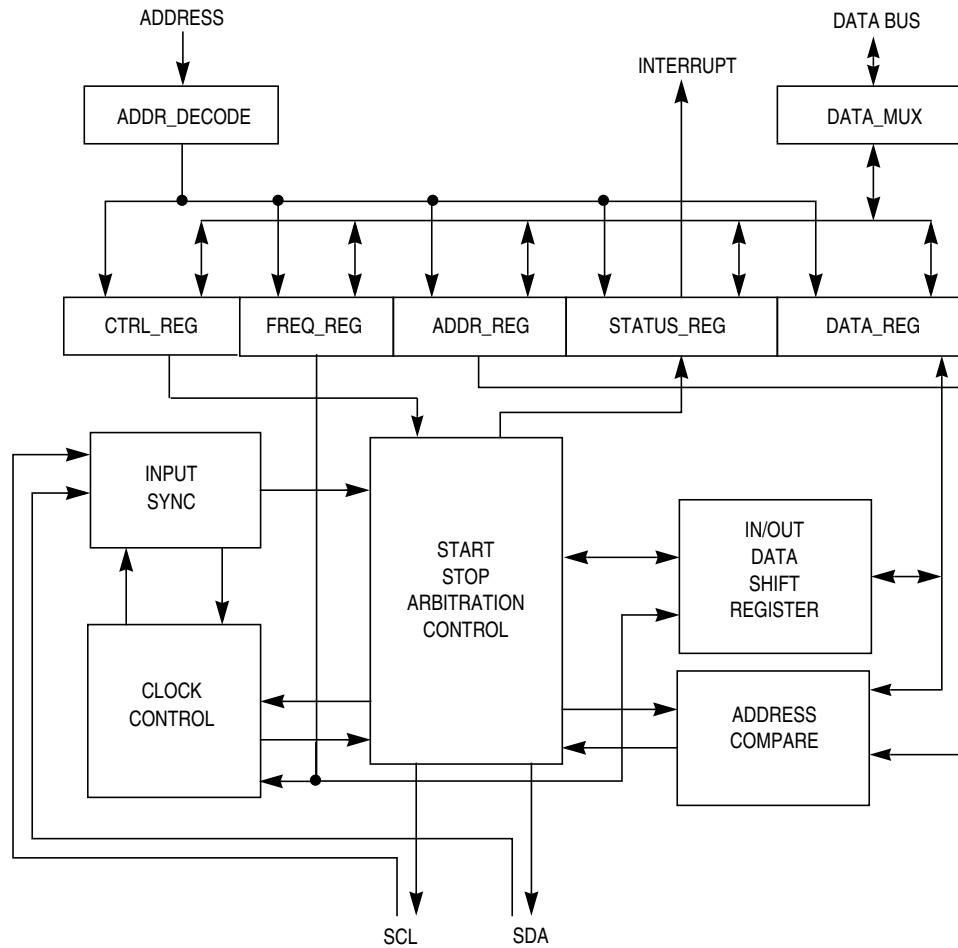 ADDRESS
DATA BUS
INTERRUPT
ADDR_DECODE
DATA_MUX
CTRL_REG
FREQ_REG
ADDR_REG
STATUS_REG
DATA_REG
INPUT
SYNC
START
STOP
ARBITRATION
CONTROL
IN/OUT
DATA
SHIFT
REGISTER
CLOCK
CONTROL
ADDRESS
COMPARE
SCL
SDA